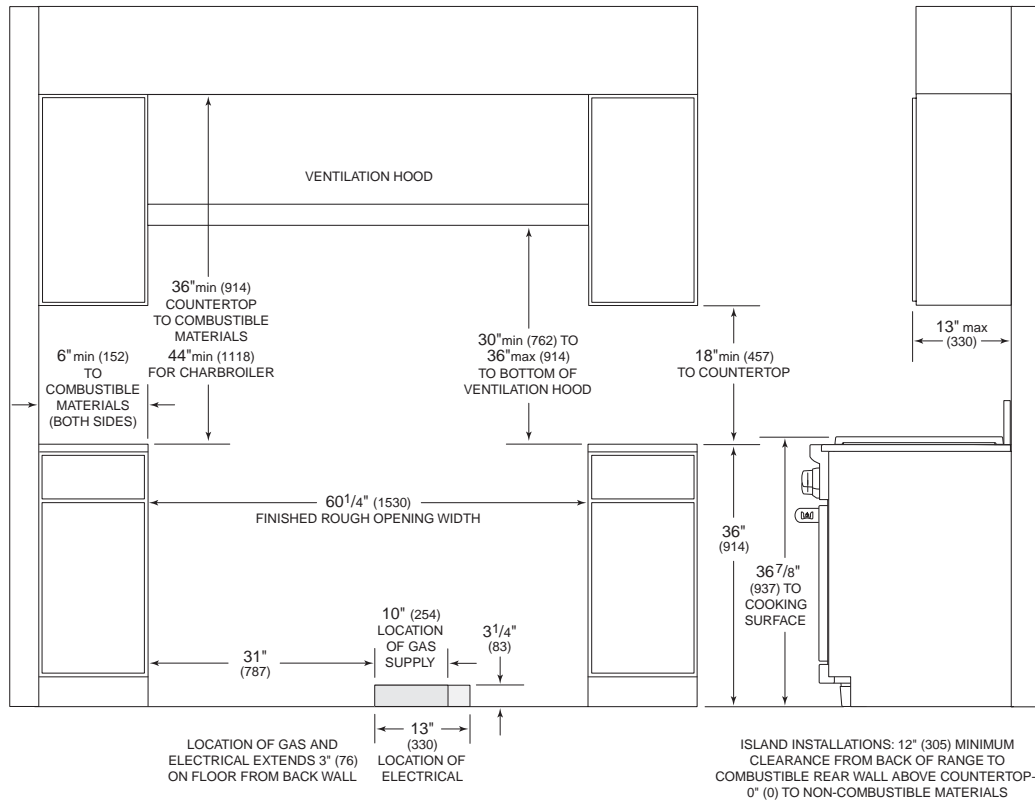 VENTILATION HOOD
36" min (914)
COUNTERTOP
TO COMBUSTIBLE
MATERIALS
44" min (1118)
FOR CHARBROILER
6" min (152)
TO
COMBUSTIBLE
MATERIALS
(BOTH SIDES)
30" min (762) TO
36" max (914)
TO BOTTOM OF
VENTILATION HOOD
18" min (457)
TO COUNTERTOP
13" max
(330)
60 1/4" (1530)
FINISHED ROUGH OPENING WIDTH
36"
(914)
36 7/8"
(937) TO
COOKING
SURFACE
10" (254)
LOCATION
OF GAS
SUPPLY
3 1/4"
(83)
31"
(787)
13"
(330)
LOCATION OF
ELECTRICAL
LOCATION OF GAS AND
ELECTRICAL EXTENDS 3" (76)
ON FLOOR FROM BACK WALL
ISLAND INSTALLATIONS: 12" (305) MINIMUM
CLEARANCE FROM BACK OF RANGE TO
COMBUSTIBLE REAR WALL ABOVE COUNTERTOP-
0" (0) TO NON-COMBUSTIBLE MATERIALS